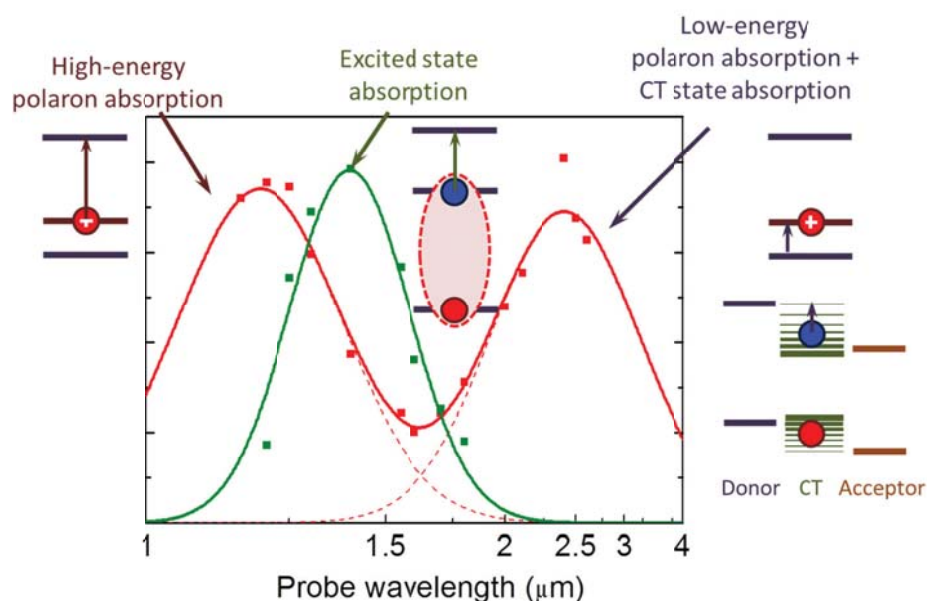 High-energy
polaron absorption
Excited state
absorption
Low-energy
polaron absorption +
CT state absorption
+
+
Donor CT Acceptor
1 1.5 2 2.5 3 4
Probe wavelength (μm)